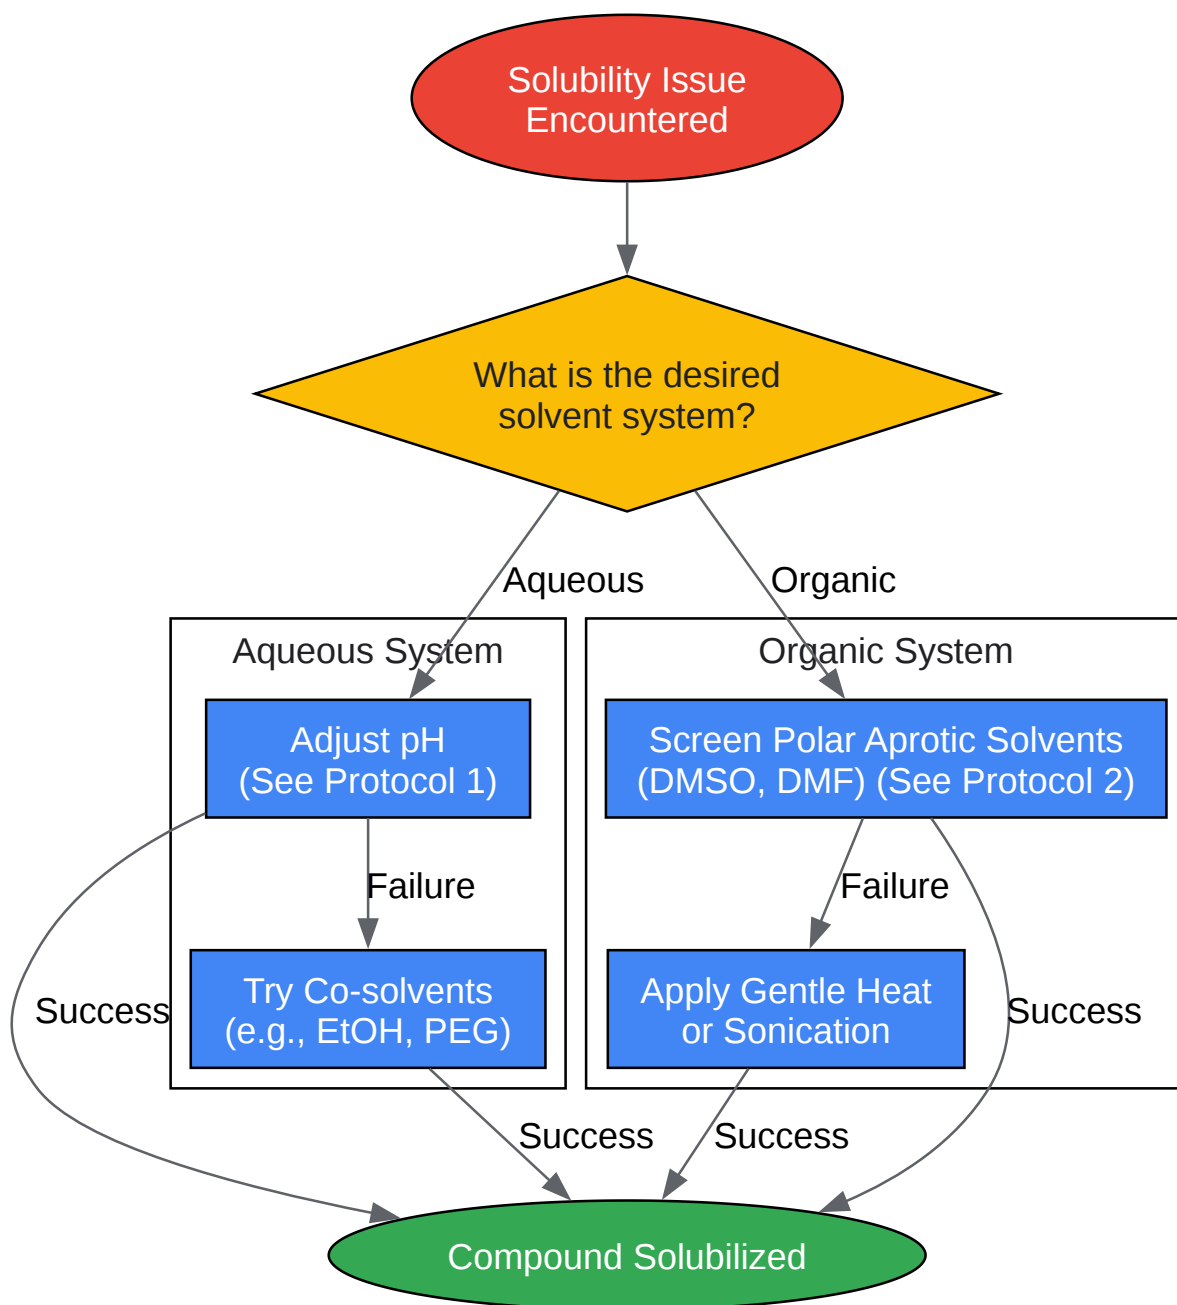 Solubility Issue
Encountered
What is the desired
solvent system?
Aqueous
Organic
Aqueous System
Organic System
Adjust pH
(See Protocol 1)
Screen Polar Aprotic Solvents
(DMSO, DMF) (See Protocol 2)
Failure
Failure
Try Co-solvents
(e.g., EtOH, PEG)
Apply Gentle Heat
or Sonication
Success
Success
Success
Success
Compound Solubilized